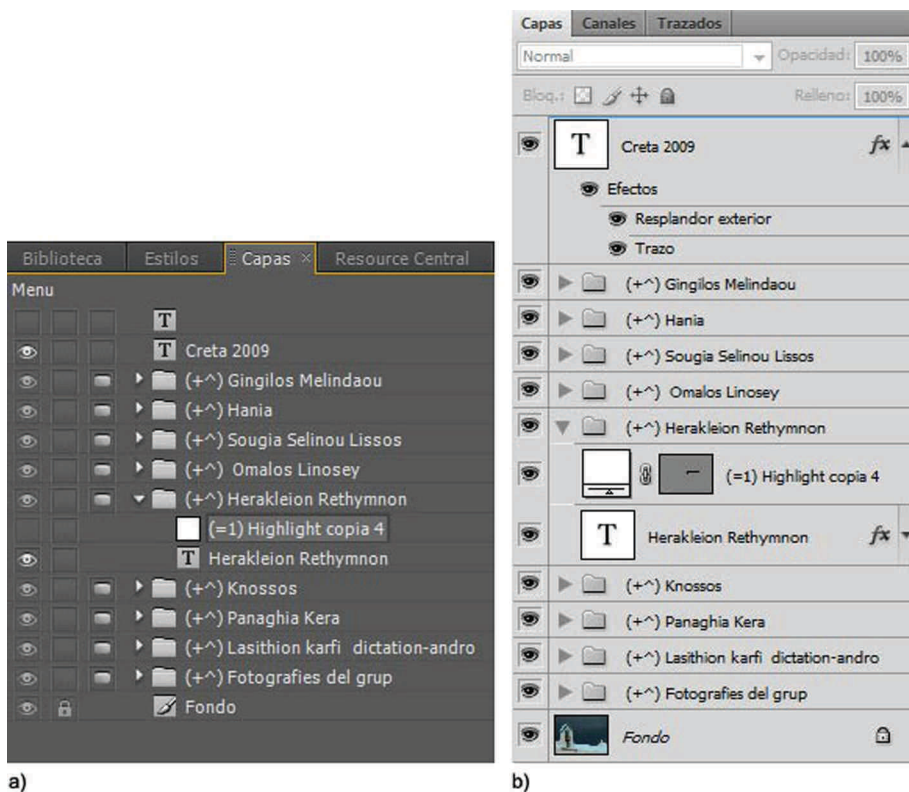 Biblioteca Estilos Capas × Resource Central
Menu
T
T Creta 2009
(+^) Gingilos Melindaou
(+^) Hania
(+^) Sougia Selinou Lissos
(+^) Omalos Linosey
(+^) Herakleion Rethymnon
(=1) Highlight copia 4
T Herakleion Rethymnon
(+^) Knossos
(+^) Panaghia Kera
(+^) Lasithion karfi dictation-andro
(+^) Fotografies del grup
Fondo
a)
Capas Canales Trazados
Normal Opacidad: 100%
Bloq.: Relleno: 100%
T Creta 2009 fx
Efectos
Resplandor exterior
Trazo
(+^) Gingilos Melindaou
(+^) Hania
(+^) Sougia Selinou Lissos
(+^) Omalos Linosey
(+^) Herakleion Rethymnon
(=1) Highlight copia 4
T Herakleion Rethymnon fx
(+^) Knossos
(+^) Panaghia Kera
(+^) Lasithion karfi dictation-andro
(+^) Fotografies del grup
Fondo
b)